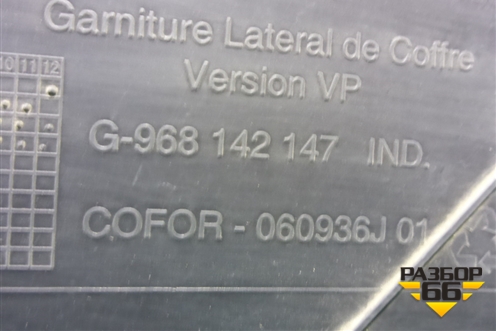 Garniture Lateral de Coffre
Version VP
10 11 12
G-968 142 147 IND.
COFOR - 060936J 01
РАЗБОР
66